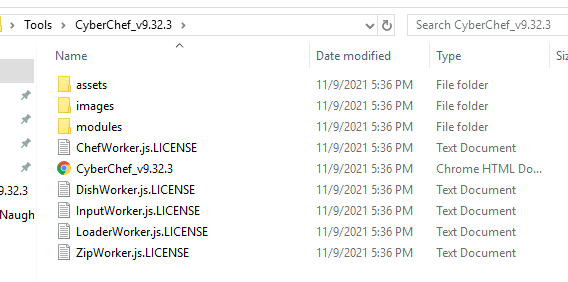 Tools > CyberChef_v9.32.3 >
Search CyberChef_v9.32.3
Name Date modified Type
assets 11/9/2021 5:36 PM File folder
images 11/9/2021 5:36 PM File folder
modules 11/9/2021 5:36 PM File folder
ChefWorker.js.LICENSE 11/9/2021 5:36 PM Text Document
CyberChef_v9.32.3 11/9/2021 5:36 PM Chrome HTML Do...
9.32.3 DishWorker.js.LICENSE 11/9/2021 5:36 PM Text Document
Naugh InputWorker.js.LICENSE 11/9/2021 5:36 PM Text Document
LoaderWorker.js.LICENSE 11/9/2021 5:36 PM Text Document
ZipWorker.js.LICENSE 11/9/2021 5:36 PM Text Document